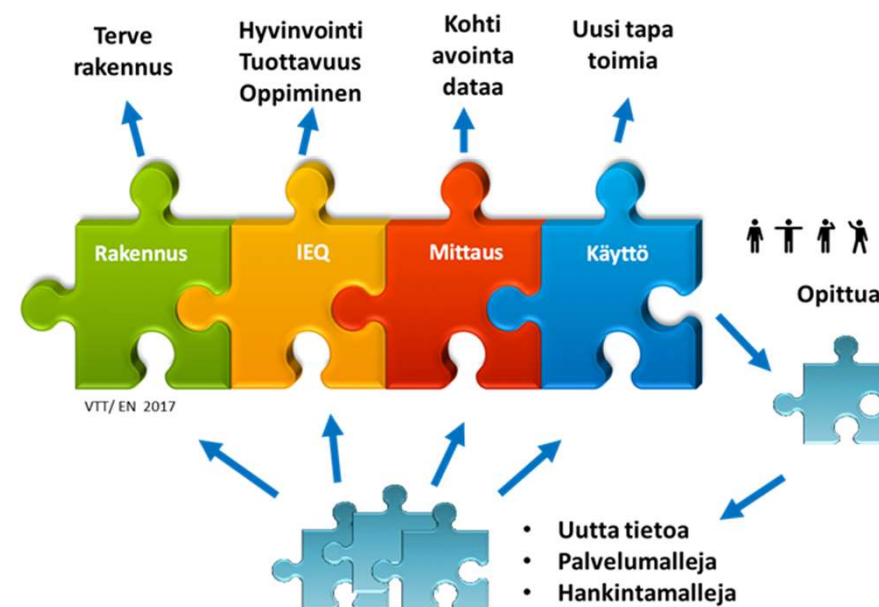 Terve
rakennus
Hyvinvointi
Tuottavuus
Oppiminen
Kohti
avointa
dataa
Uusi tapa
toimia
Rakennus
IEQ
Mittaus
Käyttö
Opittua
VTT/ EN 2017
• Uutta tietoa
• Palvelumalleja
• Hankintamalleja